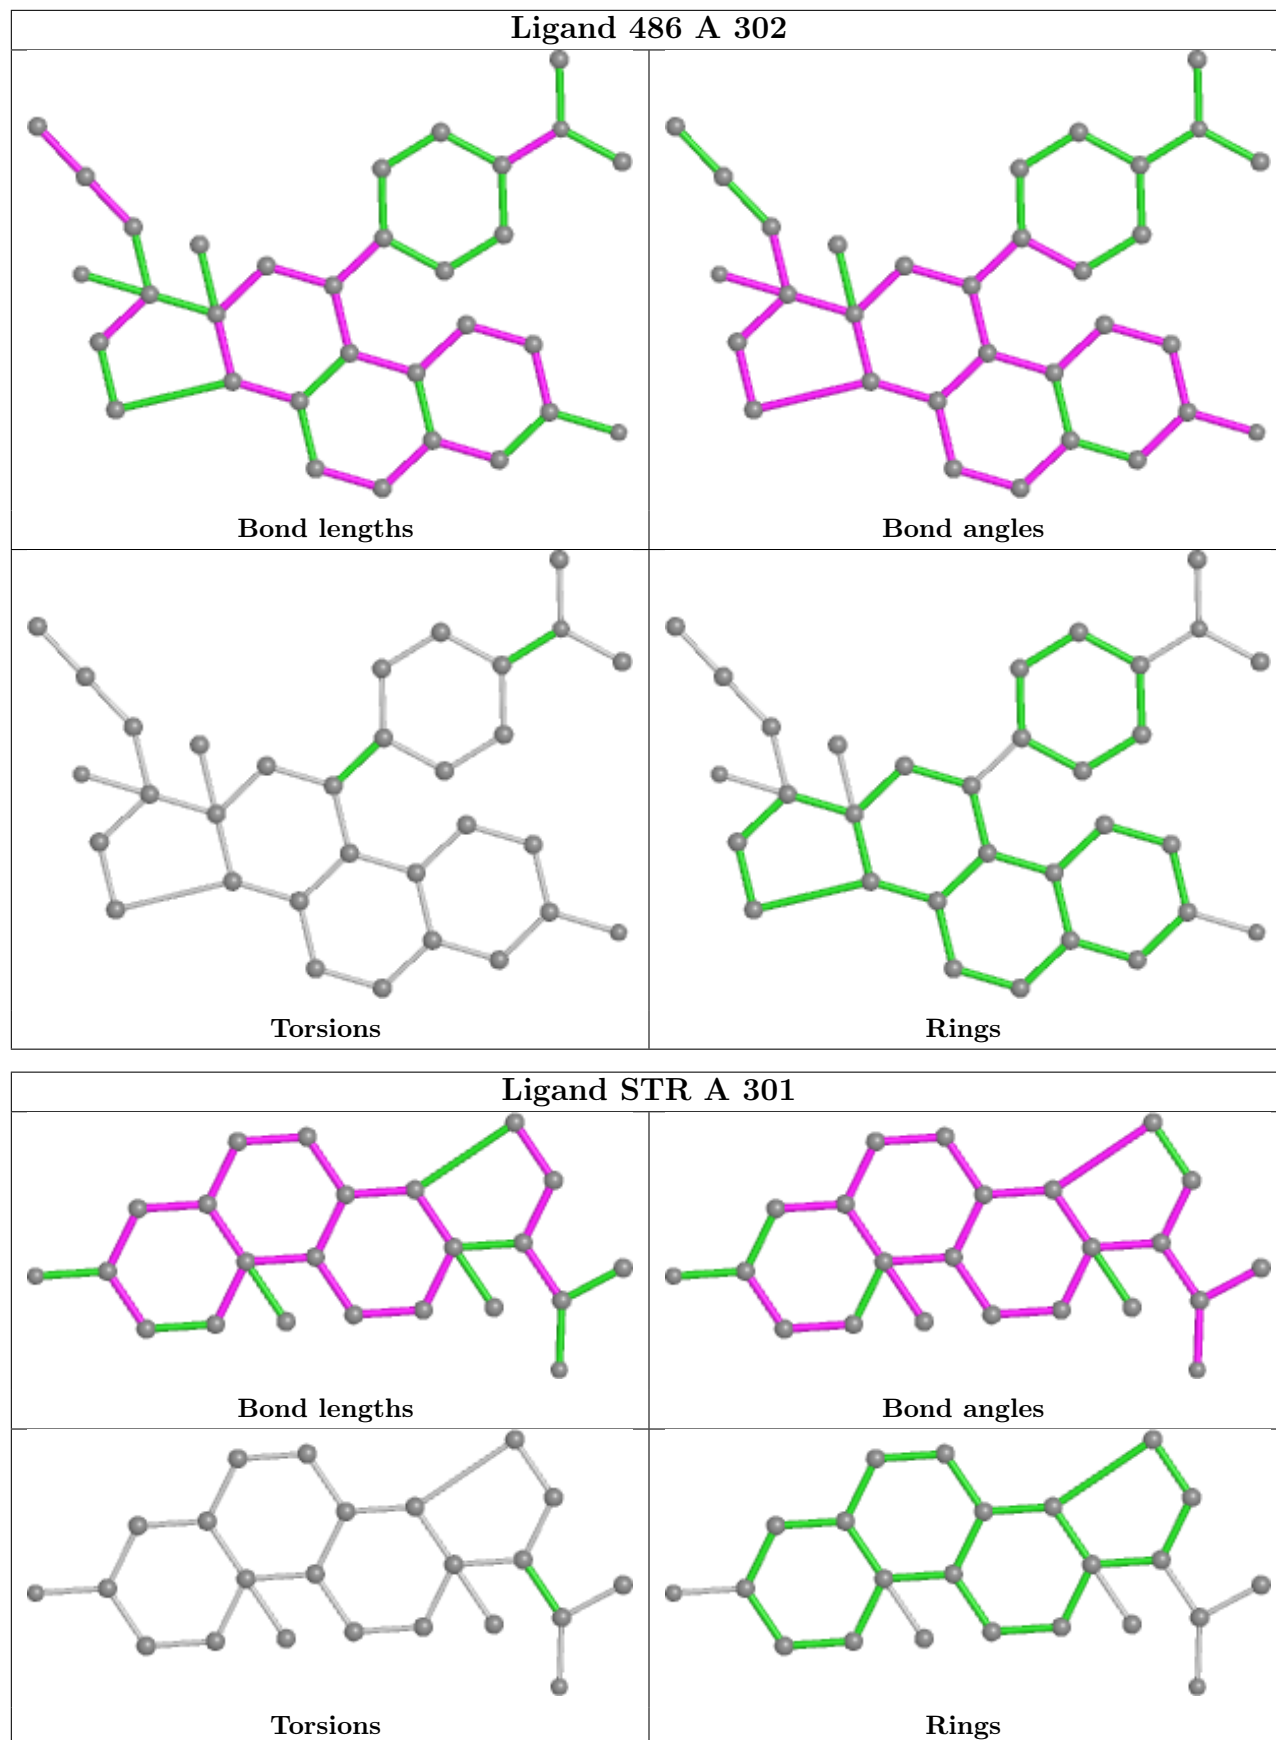 Ligand 486 A 302
Bond lengths
Bond angles
Torsions
Rings
Ligand STR A 301
Bond lengths
Bond angles
Torsions
Rings